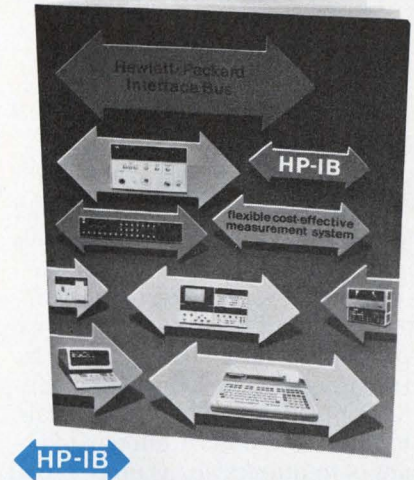 Hewlett-Packard
Interface Bus
HP-IB
flexible cost-effective
measurement system
HP-IB